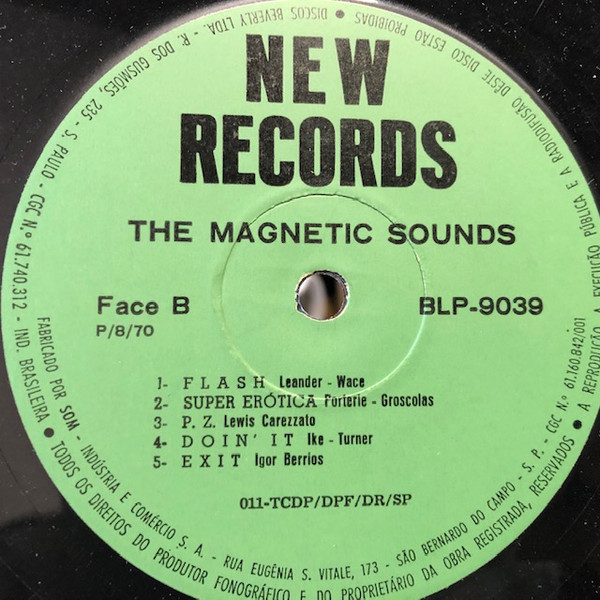 NEW
RECORDS
THE MAGNETIC SOUNDS
Face B
P/8/70
BLP-9039
1- FLASH Leander - Wace
2- SUPER ERÓTICA Forterie - Groscolas
3- P. Z. Lewis Carezzato
4- DOIN' IT Ike - Turner
5- EXIT Igor Berrios
011-TCDP/DPF/DR/SP
FABRICADO POR SOM - INDÚSTRIA E COMÉRCIO S. A. - RUA EUGÊNIA S. VITALE, 173 - SÃO BERNARDO DO CAMPO - S. P. - CGC N.º 61.160.842/001
● TODOS OS DIREITOS DO PRODUTOR FONOGRÁFICO E DO PROPRIETÁRIO DA OBRA REGISTRADA, RESERVADOS ● A REPRODUÇÃO, A EXECUÇÃO PÚBLICA E A RADIODIFUSÃO DÊSTE DISCO ESTÃO PROIBIDAS ● DISCOS BEVERLY LTDA. - R. DOS GUSMÕES, 235 - S. PAULO - CGC N.º 61.740.312 - IND. BRASILEIRA